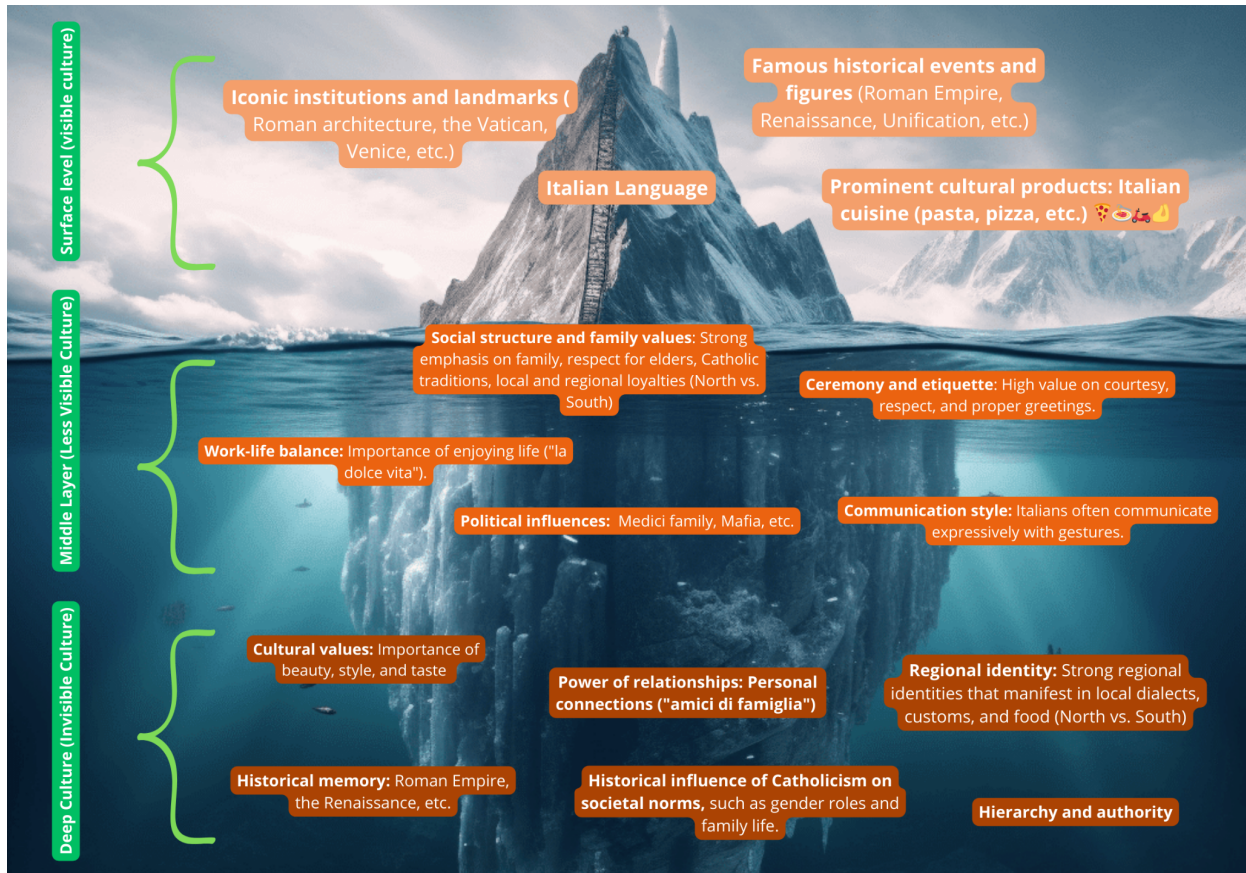 Surface level (visible culture)
Iconic institutions and landmarks (
Roman architecture, the Vatican,
Venice, etc.)
Famous historical events and
figures (Roman Empire,
Renaissance, Unification, etc.)
Italian Language
Prominent cultural products: Italian
cuisine (pasta, pizza, etc.) 🍕🍝🛵🤌
Middle Layer (Less Visible Culture)
Social structure and family values: Strong
emphasis on family, respect for elders, Catholic
traditions, local and regional loyalties (North vs.
South)
Ceremony and etiquette: High value on courtesy,
respect, and proper greetings.
Work-life balance: Importance of enjoying life ("la
dolce vita").
Political influences:  Medici family, Mafia, etc.
Communication style: Italians often communicate
expressively with gestures.
Deep Culture (Invisible Culture)
Cultural values: Importance of
beauty, style, and taste
Power of relationships: Personal
connections ("amici di famiglia")
Regional identity: Strong regional
identities that manifest in local dialects,
customs, and food (North vs. South)
Historical memory: Roman Empire,
the Renaissance, etc.
Historical influence of Catholicism on
societal norms, such as gender roles and
family life.
Hierarchy and authority